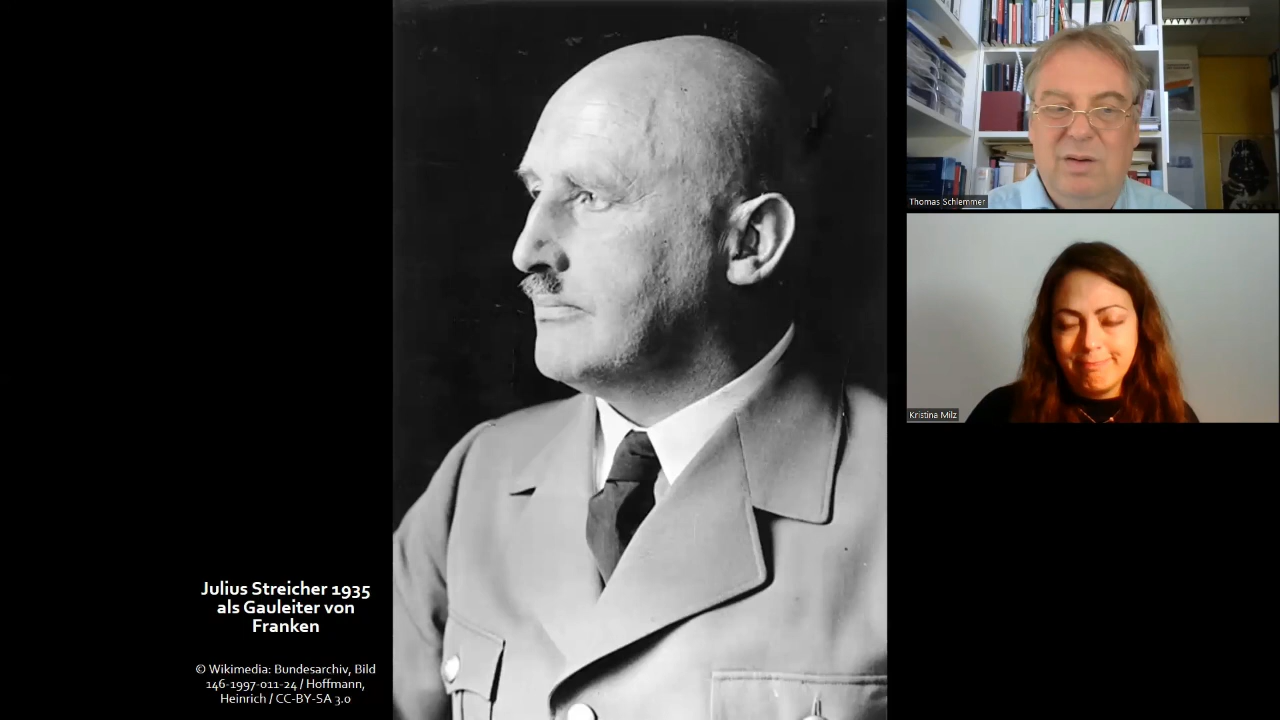 Julius Streicher 1935
als Gauleiter von
Franken
© Wikimedia: Bundesarchiv, Bild
146-1997-011-24 / Hoffmann,
Heinrich / CC-BY-SA 3.0
Thomas Schlemmer
Kristina Milz